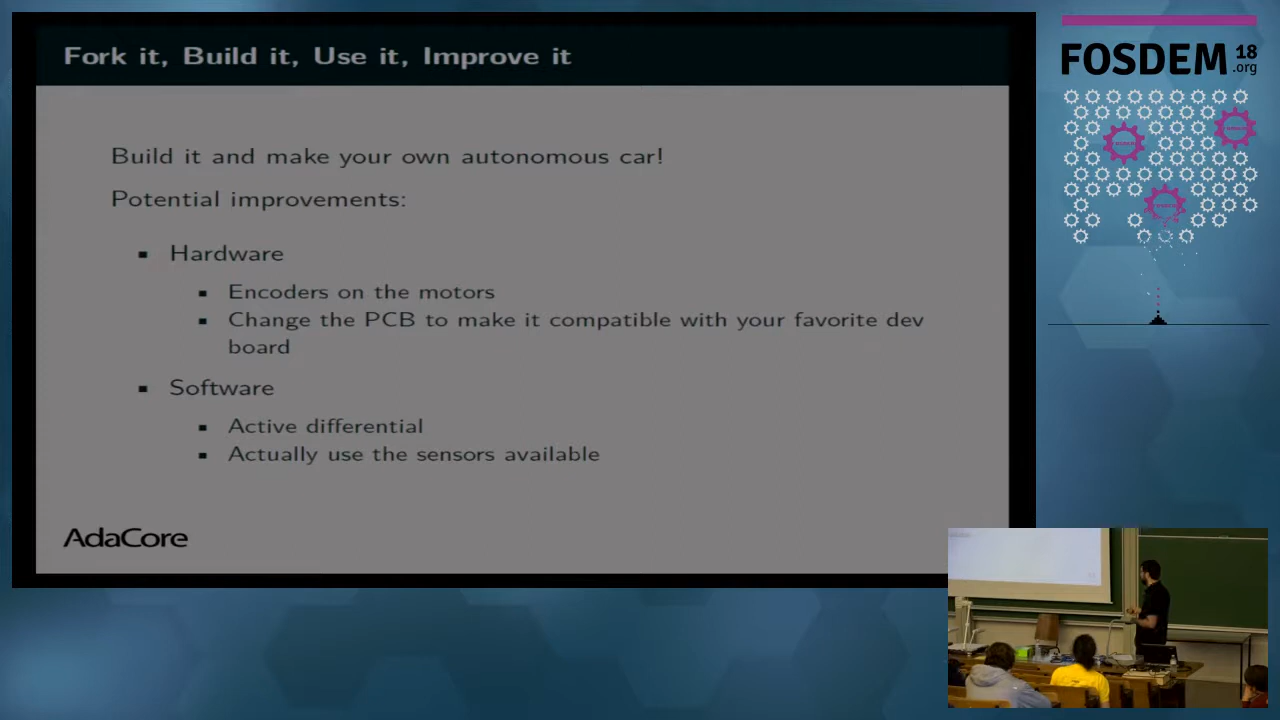 Fork it, Build it, Use it, Improve it
Build it and make your own autonomous car!
Potential improvements:
Hardware
Encoders on the motors
Change the PCB to make it compatible with your favorite dev
board
Software
Active differential
Actually use the sensors available
AdaCore
FOSDEM 18
.org